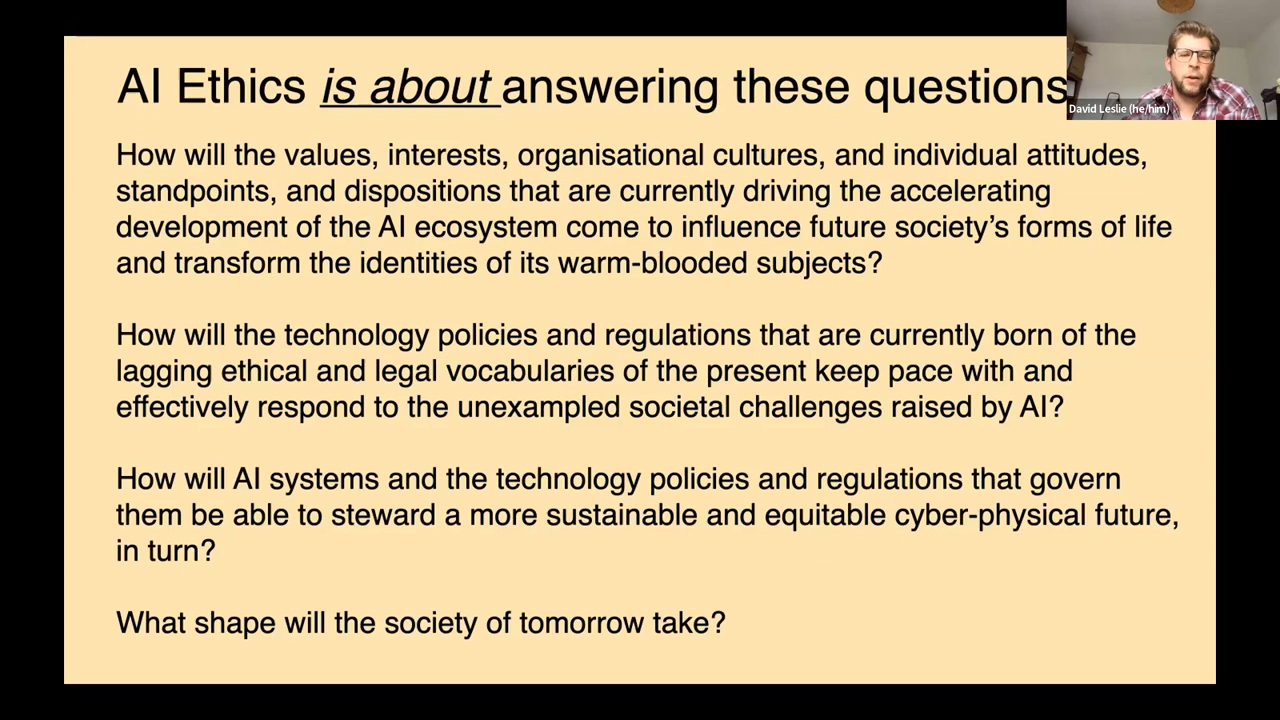 AI Ethics is about answering these questions
David Leslie (he/him)
How will the values, interests, organisational cultures, and individual attitudes,
standpoints, and dispositions that are currently driving the accelerating
development of the AI ecosystem come to influence future society’s forms of life
and transform the identities of its warm-blooded subjects?
How will the technology policies and regulations that are currently born of the
lagging ethical and legal vocabularies of the present keep pace with and
effectively respond to the unexampled societal challenges raised by AI?
How will AI systems and the technology policies and regulations that govern
them be able to steward a more sustainable and equitable cyber-physical future,
in turn?
What shape will the society of tomorrow take?